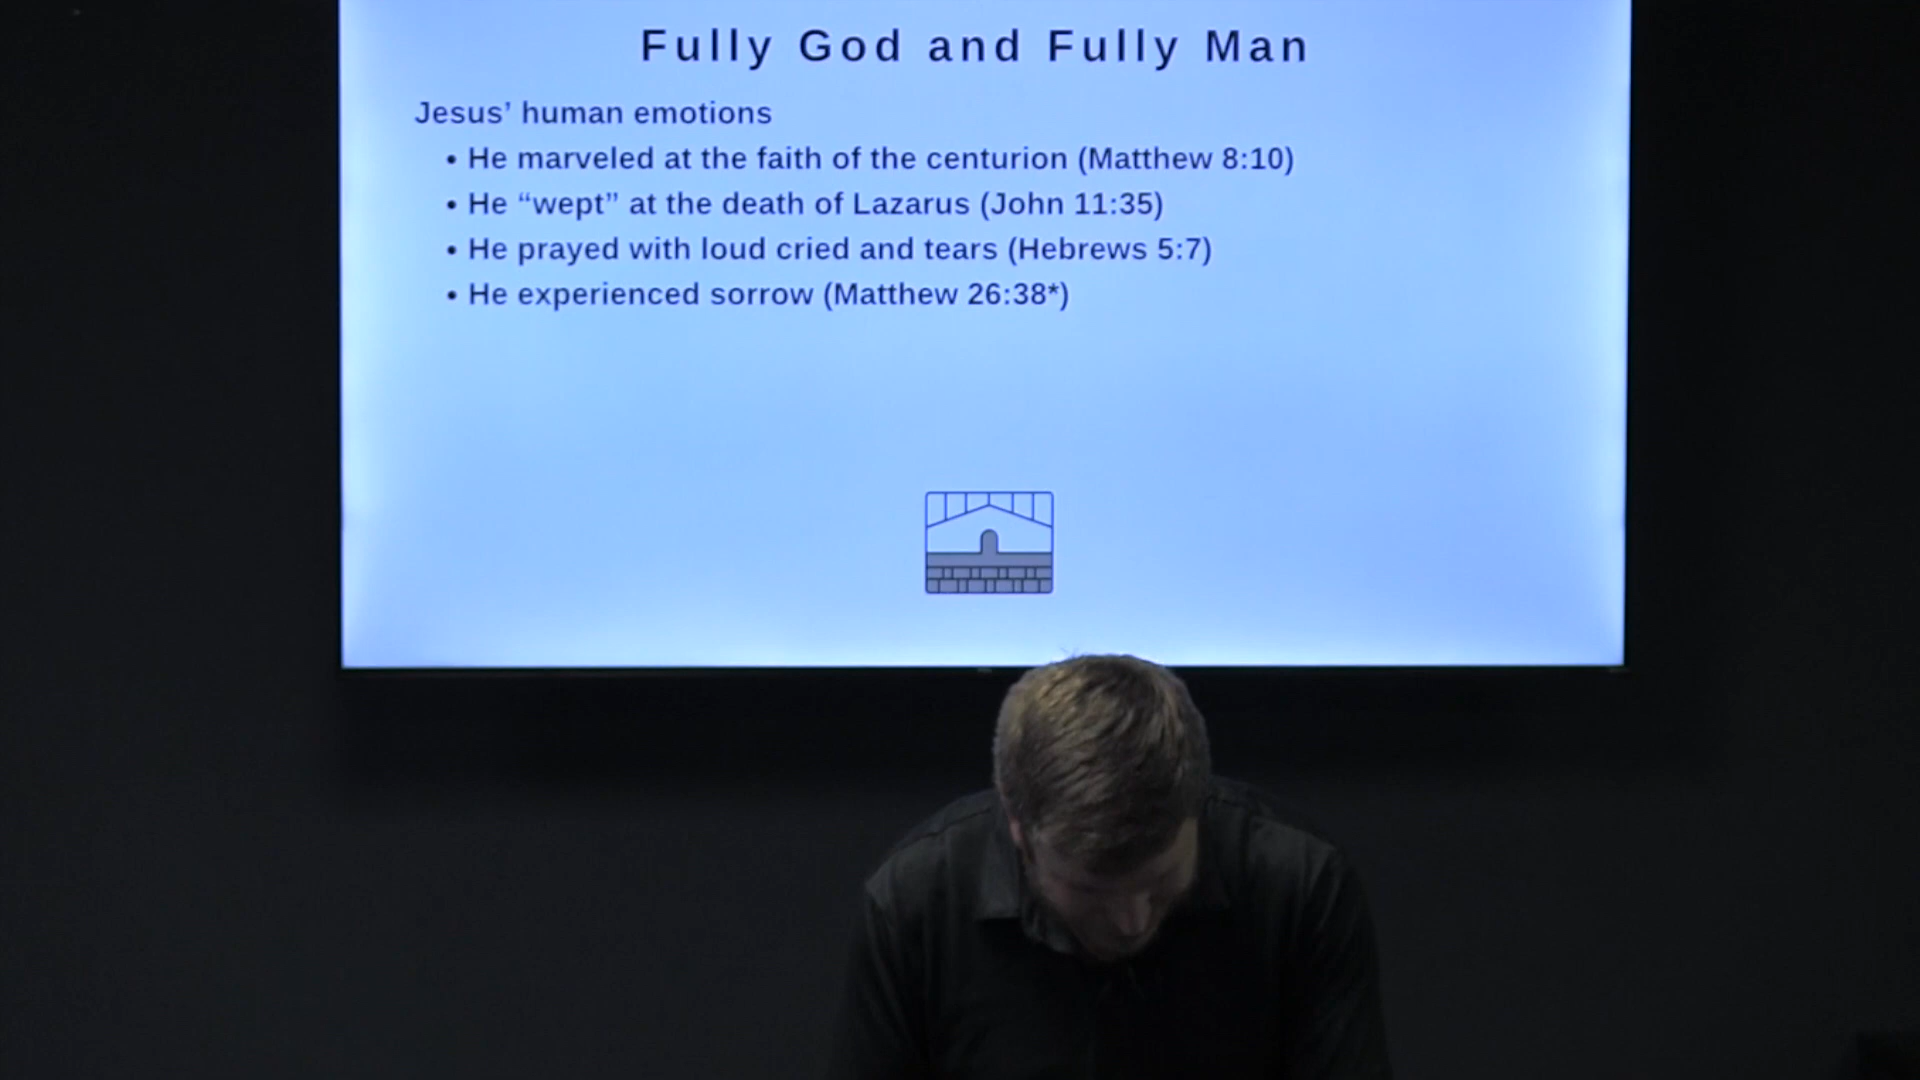 Fully God and Fully Man
Jesus’ human emotions
• He marveled at the faith of the centurion (Matthew 8:10)
• He “wept” at the death of Lazarus (John 11:35)
• He prayed with loud cried and tears (Hebrews 5:7)
• He experienced sorrow (Matthew 26:38*)